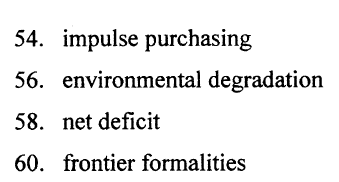 54. impulse purchasing
56. environmental degradation
58. net deficit
60. frontier formalities